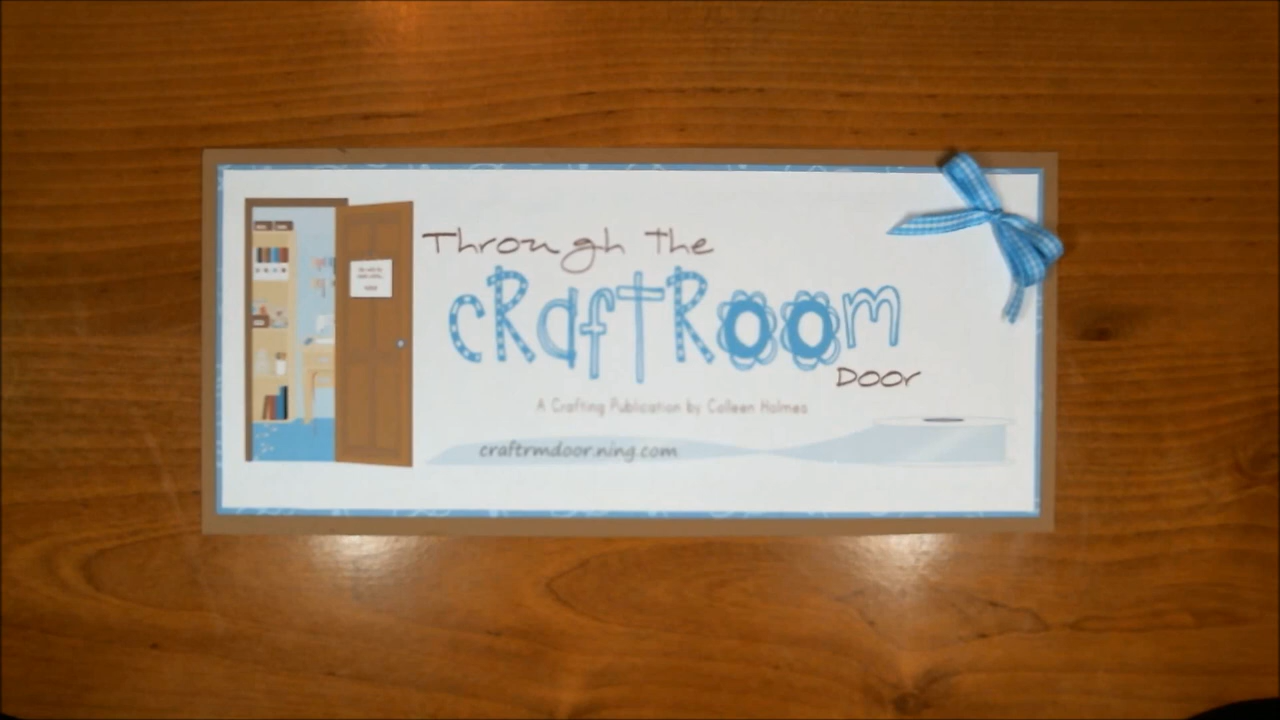 Through The
cRafTRoom
Door
A Crafting Publication by Colleen Holmes
craftrmdoor.ning.com